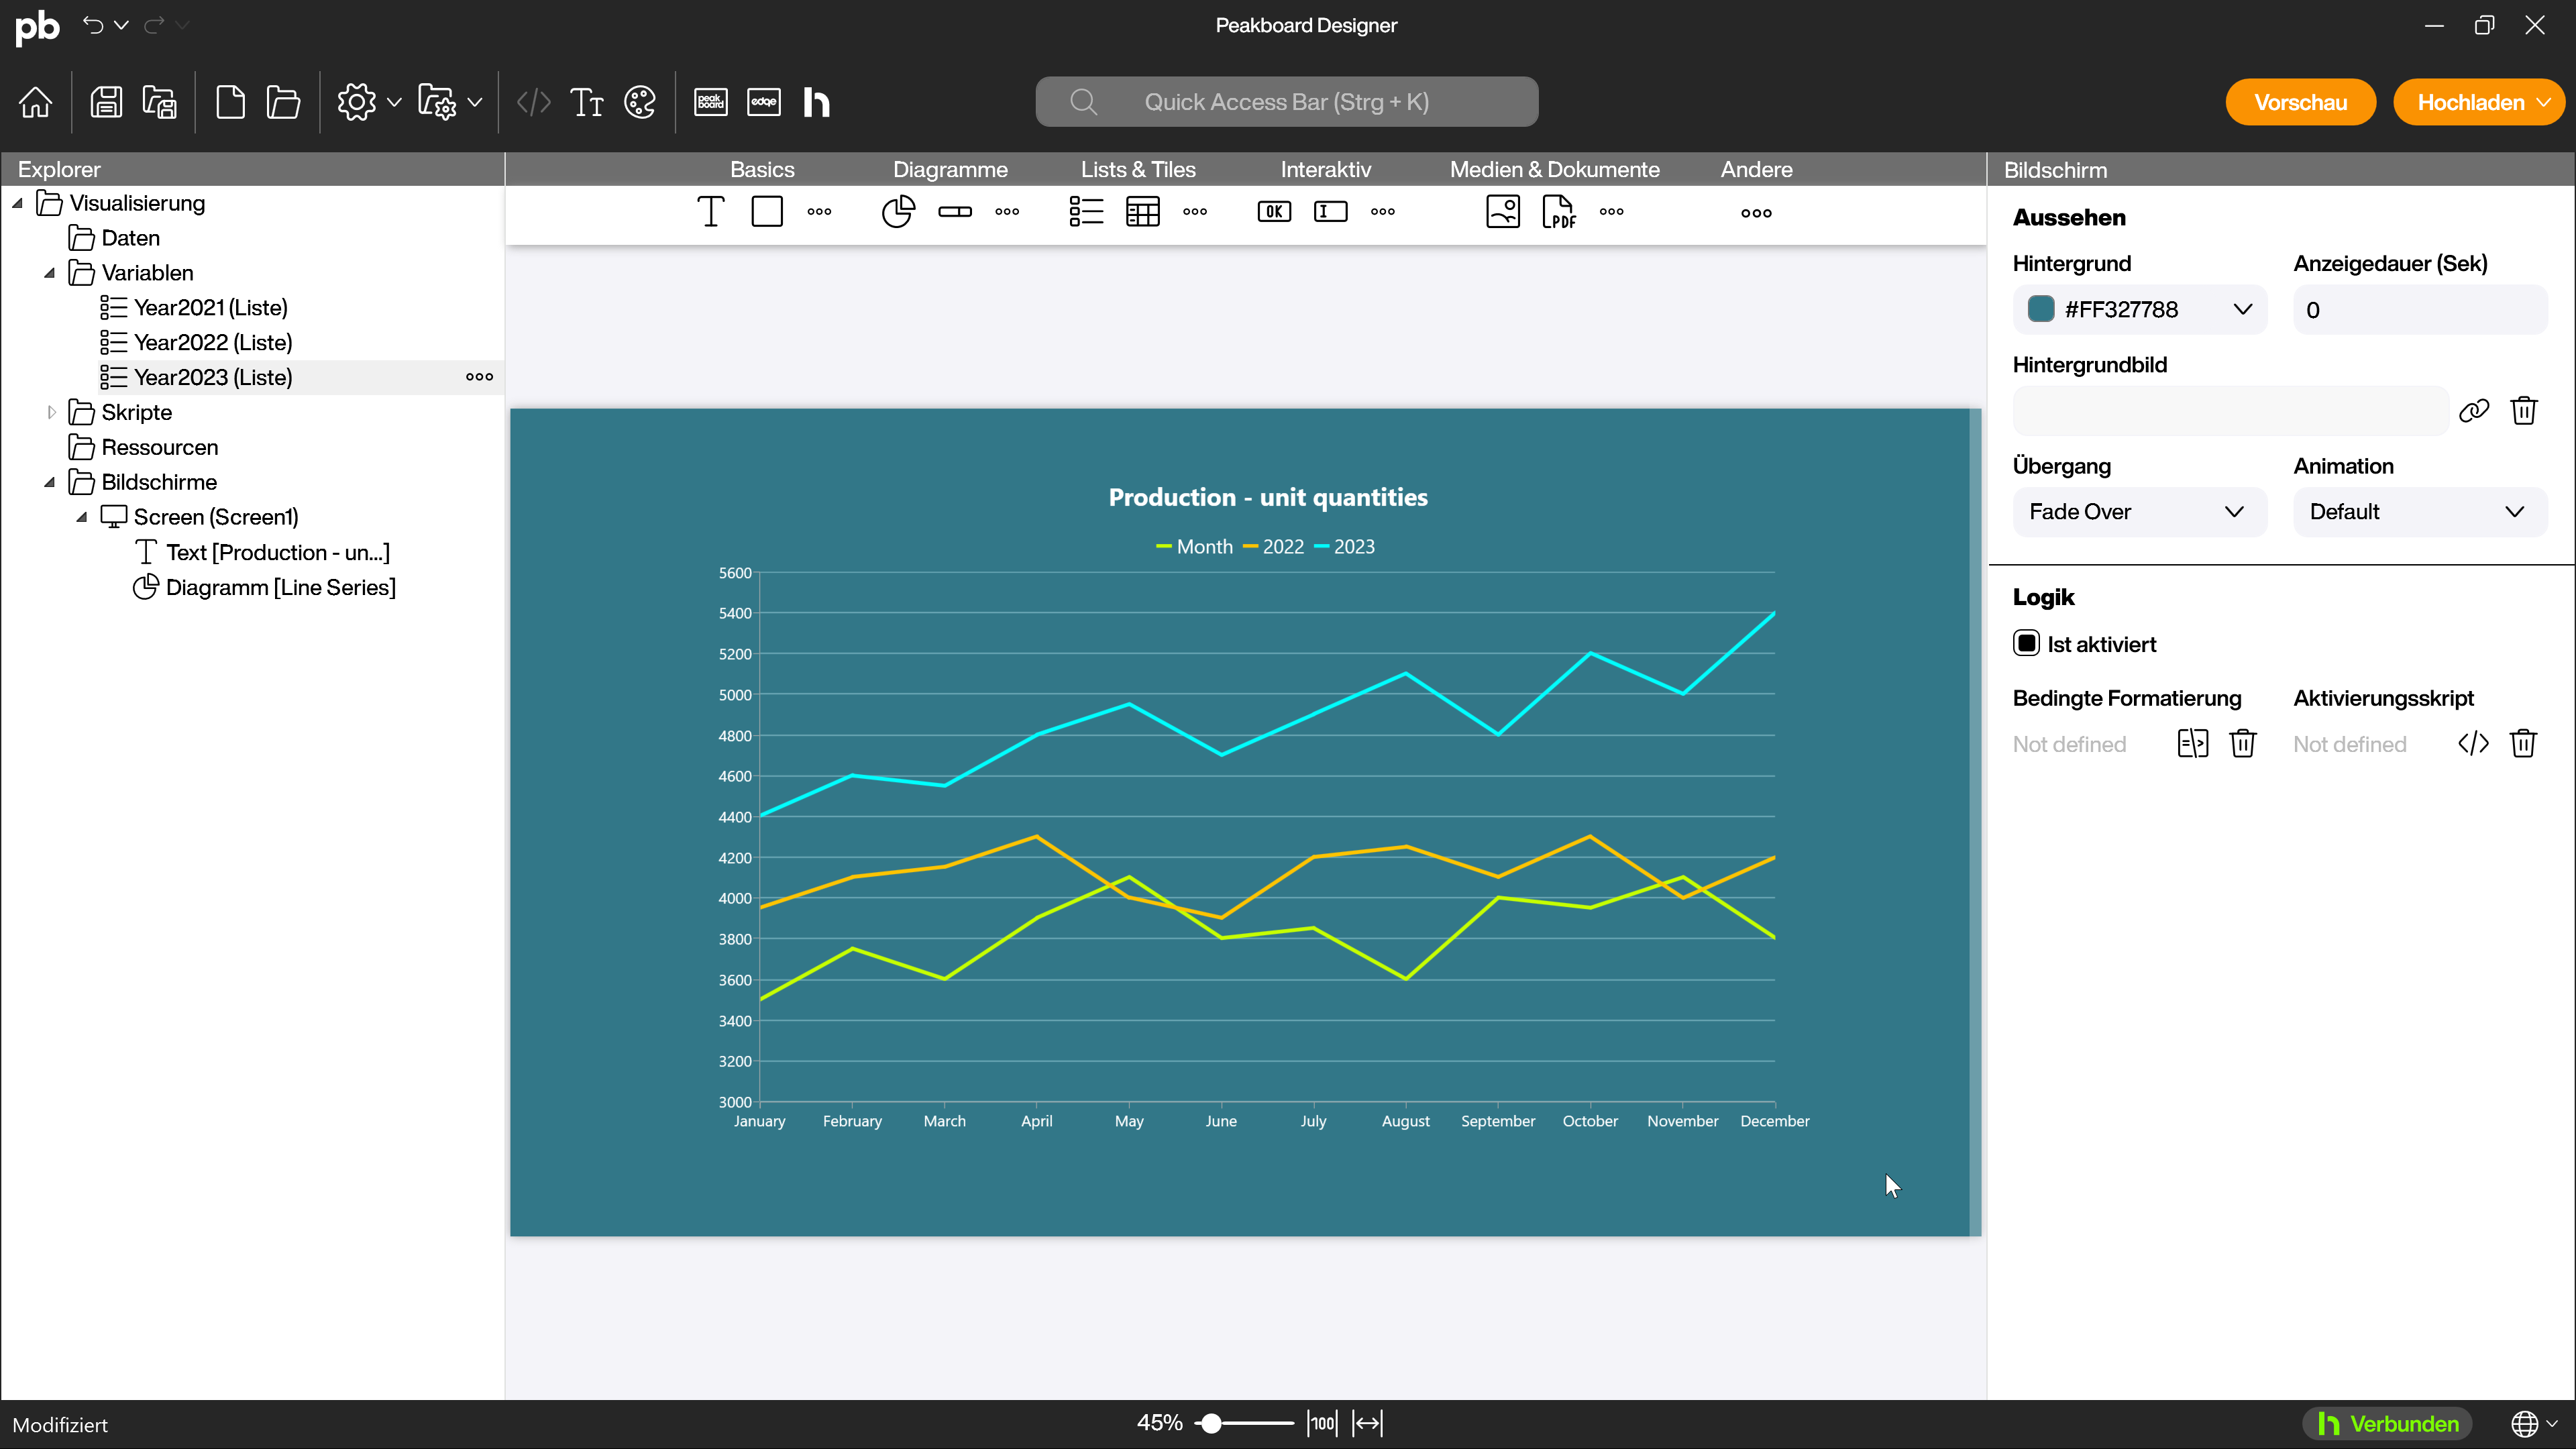 pb
Peakboard Designer
peak board
edge
h
Quick Access Bar (Strg + K)
Vorschau
Hochladen
Explorer
Visualisierung
Daten
Variablen
Year2021 (Liste)
Year2022 (Liste)
Year2023 (Liste)
Skripte
Ressourcen
Bildschirme
Screen (Screen1)
Text [Production - un...]
Diagramm [Line Series]
Basics
Diagramme
Lists & Tiles
Interaktiv
Medien & Dokumente
Andere
OK
PDF
Production - unit quantities
Month 2022 2023
5600
5400
5200
5000
4800
4600
4400
4200
4000
3800
3600
3400
3200
3000
January February March April May June July August September October November December
Bildschirm
Aussehen
Hintergrund Anzeigedauer (Sek)
#FF327788 0
Hintergrundbild
Übergang Animation
Fade Over Default
Logik
Ist aktiviert
Bedingte Formatierung Aktivierungsskript
Not defined Not defined
Modifiziert
45%
100
h Verbunden